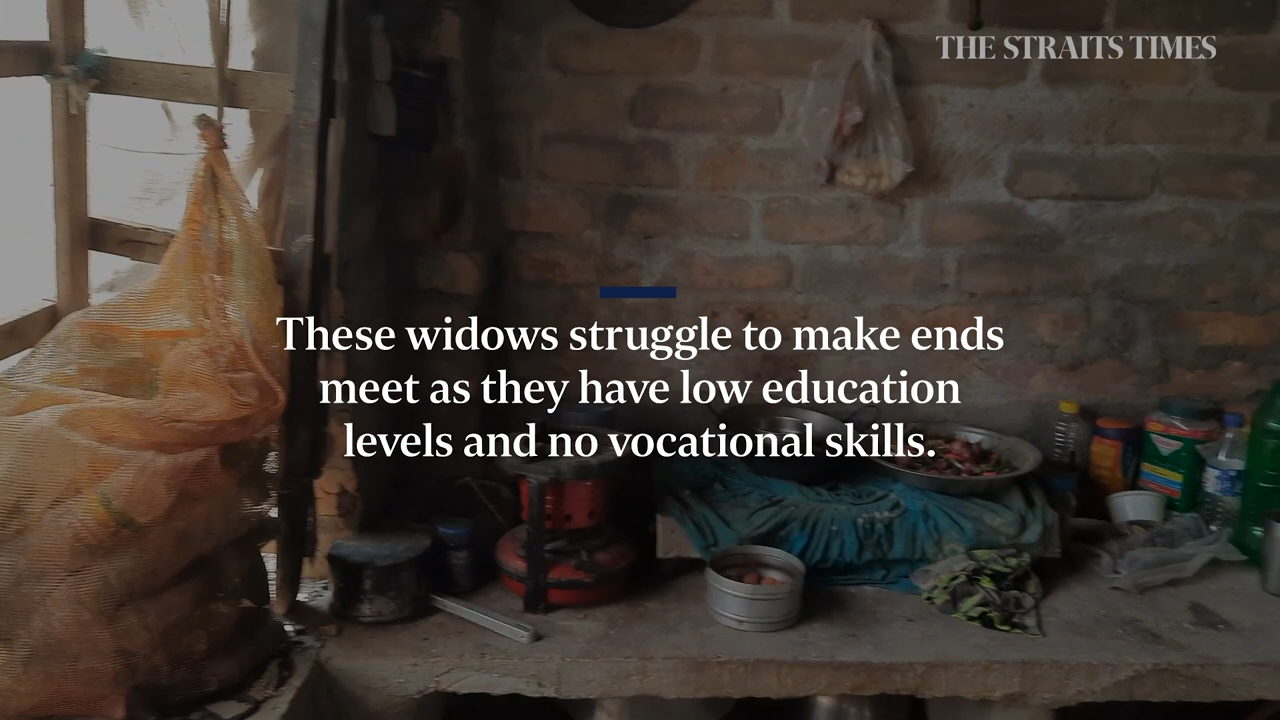 THE STRAITS TIMES
These widows struggle to make ends
meet as they have low education
levels and no vocational skills.